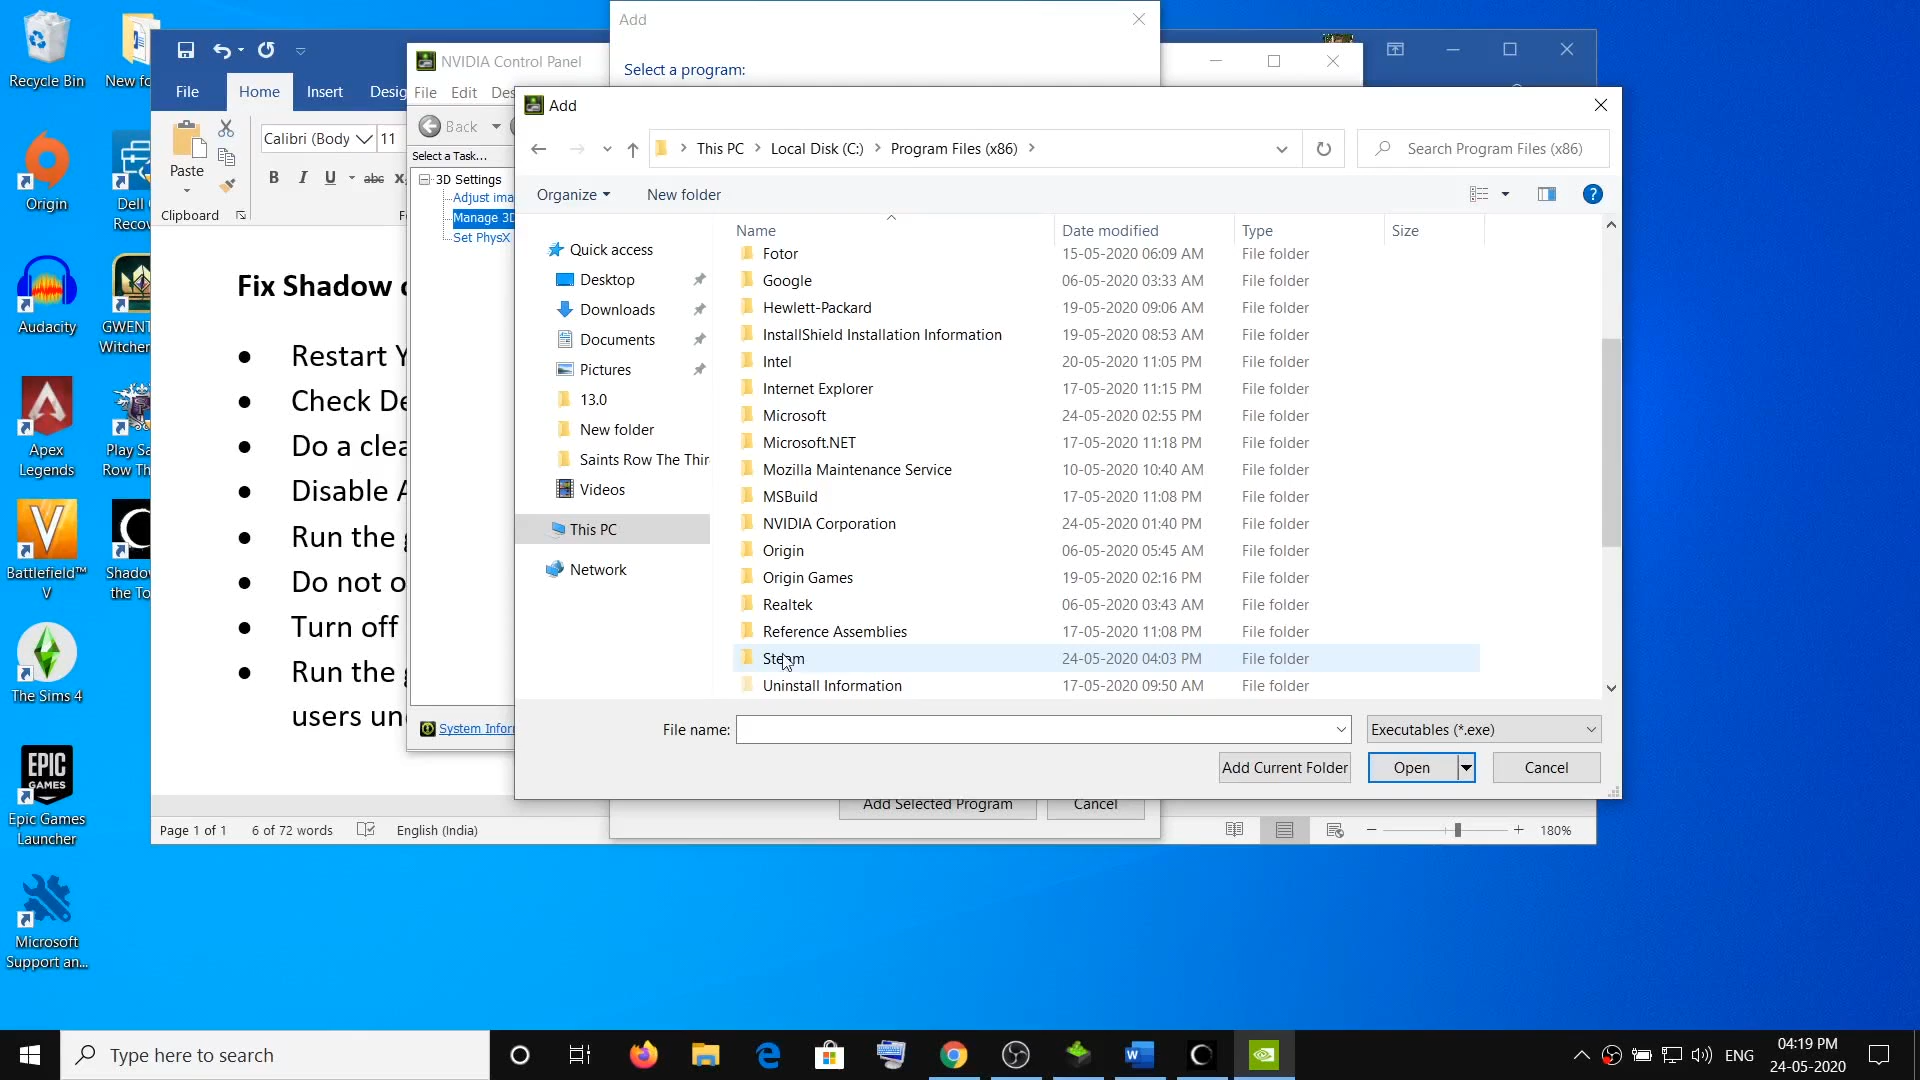 Recycle Bin
New fo
Origin
Dell
Recov
Audacity
GWENT
Witcher
Apex
Legends
Play Sa
Row Th
Battlefield™
V
Shado
the To
The Sims 4
EPIC
GAMES
Epic Games
Launcher
Microsoft
Support an...
File
Home
Insert
Desig
Calibri (Body
11
Paste
B
I
U
abc
x
Clipboard
Fix Shadow
Restart Y
Check De
Do a clea
Disable A
Run the
Do not o
Turn off
Run the
users un
Page 1 of 1
6 of 72 words
English (India)
180%
NVIDIA Control Panel
File
Edit
Des
Back
Select a Task...
3D Settings
Adjust ima
Manage 3D
Set PhysX
System Infor
Add
Select a program:
Add Selected Program
Cancel
Add
This PC
Local Disk (C:)
Program Files (x86)
Search Program Files (x86)
Organize
New folder
?
Name
Date modified
Type
Size
Quick access
Desktop
Downloads
Documents
Pictures
13.0
New folder
Saints Row The Thir
Videos
This PC
Network
Fotor 15-05-2020 06:09 AM File folder
Google 06-05-2020 03:33 AM File folder
Hewlett-Packard 19-05-2020 09:06 AM File folder
InstallShield Installation Information 19-05-2020 08:53 AM File folder
Intel 20-05-2020 11:05 PM File folder
Internet Explorer 17-05-2020 11:15 PM File folder
Microsoft 24-05-2020 02:55 PM File folder
Microsoft.NET 17-05-2020 11:18 PM File folder
Mozilla Maintenance Service 10-05-2020 10:40 AM File folder
MSBuild 17-05-2020 11:08 PM File folder
NVIDIA Corporation 24-05-2020 01:40 PM File folder
Origin 06-05-2020 05:45 AM File folder
Origin Games 19-05-2020 02:16 PM File folder
Realtek 06-05-2020 03:43 AM File folder
Reference Assemblies 17-05-2020 11:08 PM File folder
Steam 24-05-2020 04:03 PM File folder
Uninstall Information 17-05-2020 09:50 AM File folder
File name:
Executables (*.exe)
Add Current Folder
Open
Cancel
Type here to search
ENG
04:19 PM
24-05-2020